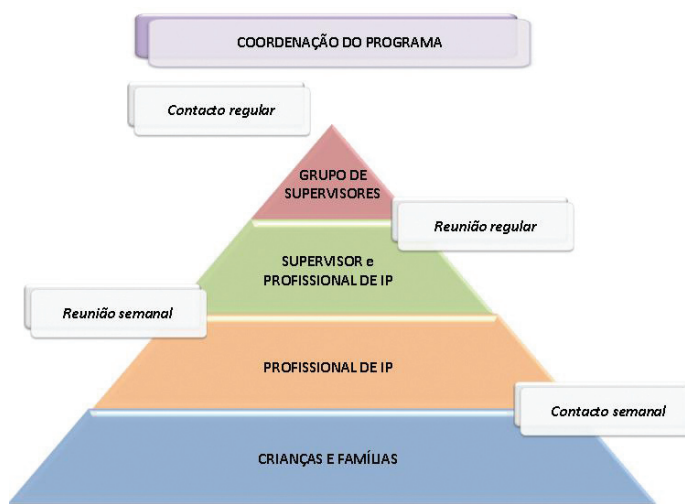 COORDENAÇÃO DO PROGRAMA
Contacto regular
GRUPO DE
SUPERVISORES
Reunião regular
SUPERVISOR e
PROFISSIONAL DE IP
Reunião semanal
PROFISSIONAL DE IP
Contacto semanal
CRIANÇAS E FAMÍLIAS